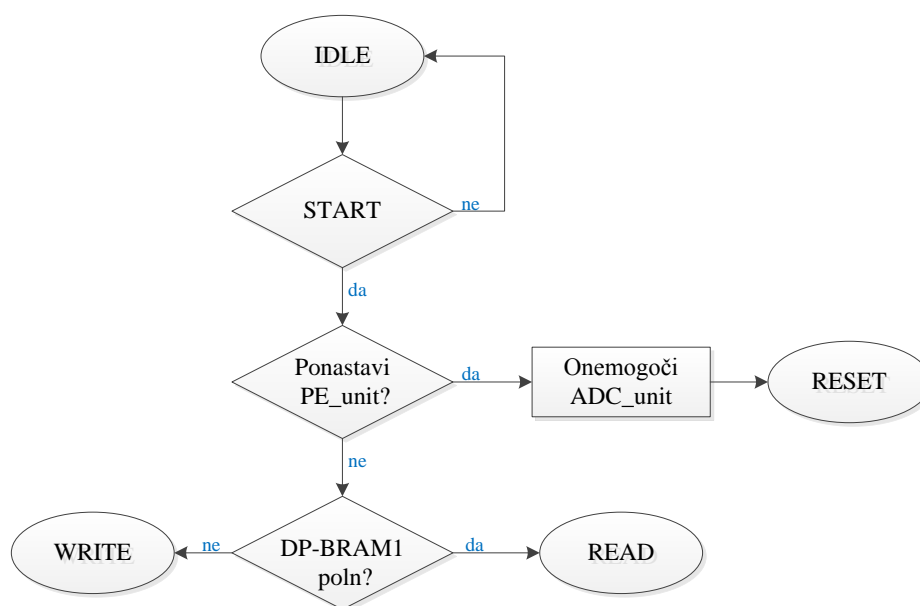 IDLE
START
ne
da
Ponastavi
PE_unit?
da
Onemogoči
ADC_unit
RESET
ne
WRITE
ne
DP-BRAM1
poln?
da
READ